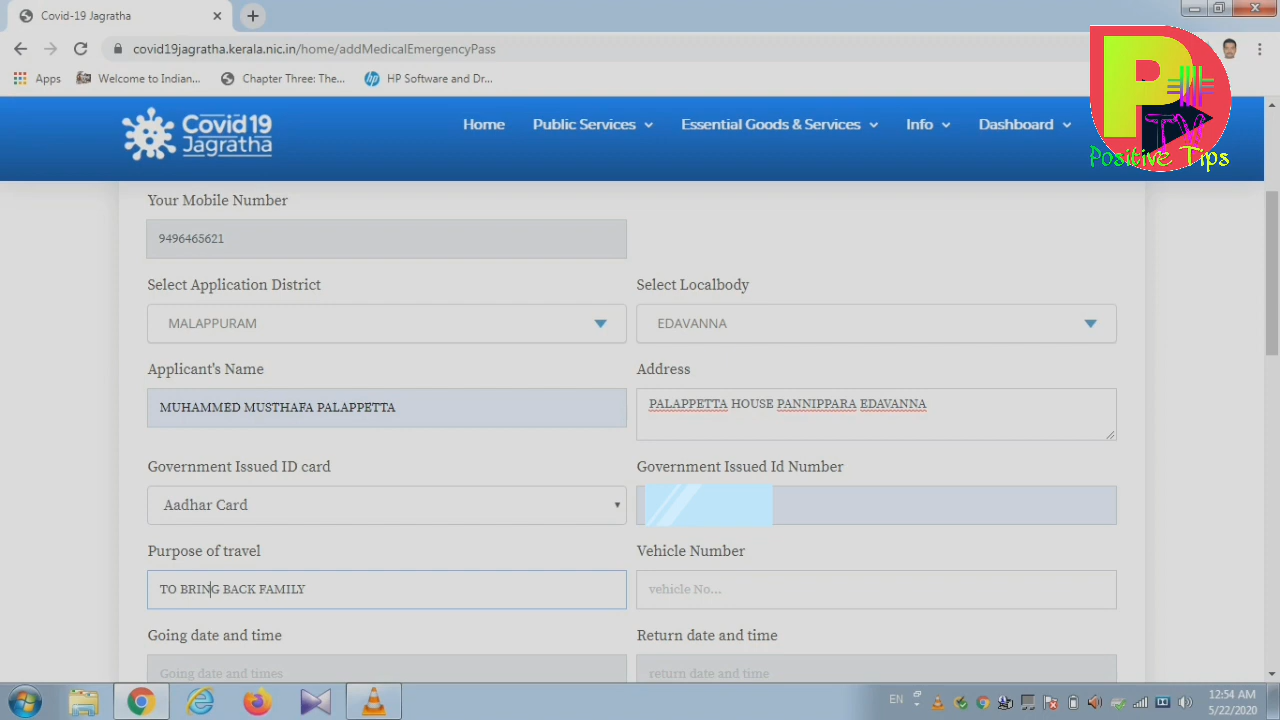 Covid-19 Jagratha
covid19jagratha.kerala.nic.in/home/addMedicalEmergencyPass
Apps Welcome to Indian... Chapter Three: The... HP Software and Dr...
P
TV
Positive Tips
Covid19
Jagratha
Home Public Services Essential Goods & Services Info Dashboard
Your Mobile Number
9496465621
Select Application District Select Localbody
MALAPPURAM EDAVANNA
Applicant's Name Address
MUHAMMED MUSTHAFA PALAPPETTA PALAPPETTA HOUSE PANNIPPARA EDAVANNA
Government Issued ID card Government Issued Id Number
Aadhar Card
Purpose of travel Vehicle Number
TO BRING BACK FAMILY vehicle No...
Going date and time Return date and time
Going date and times return date and time
EN 12:54 AM
5/22/2020